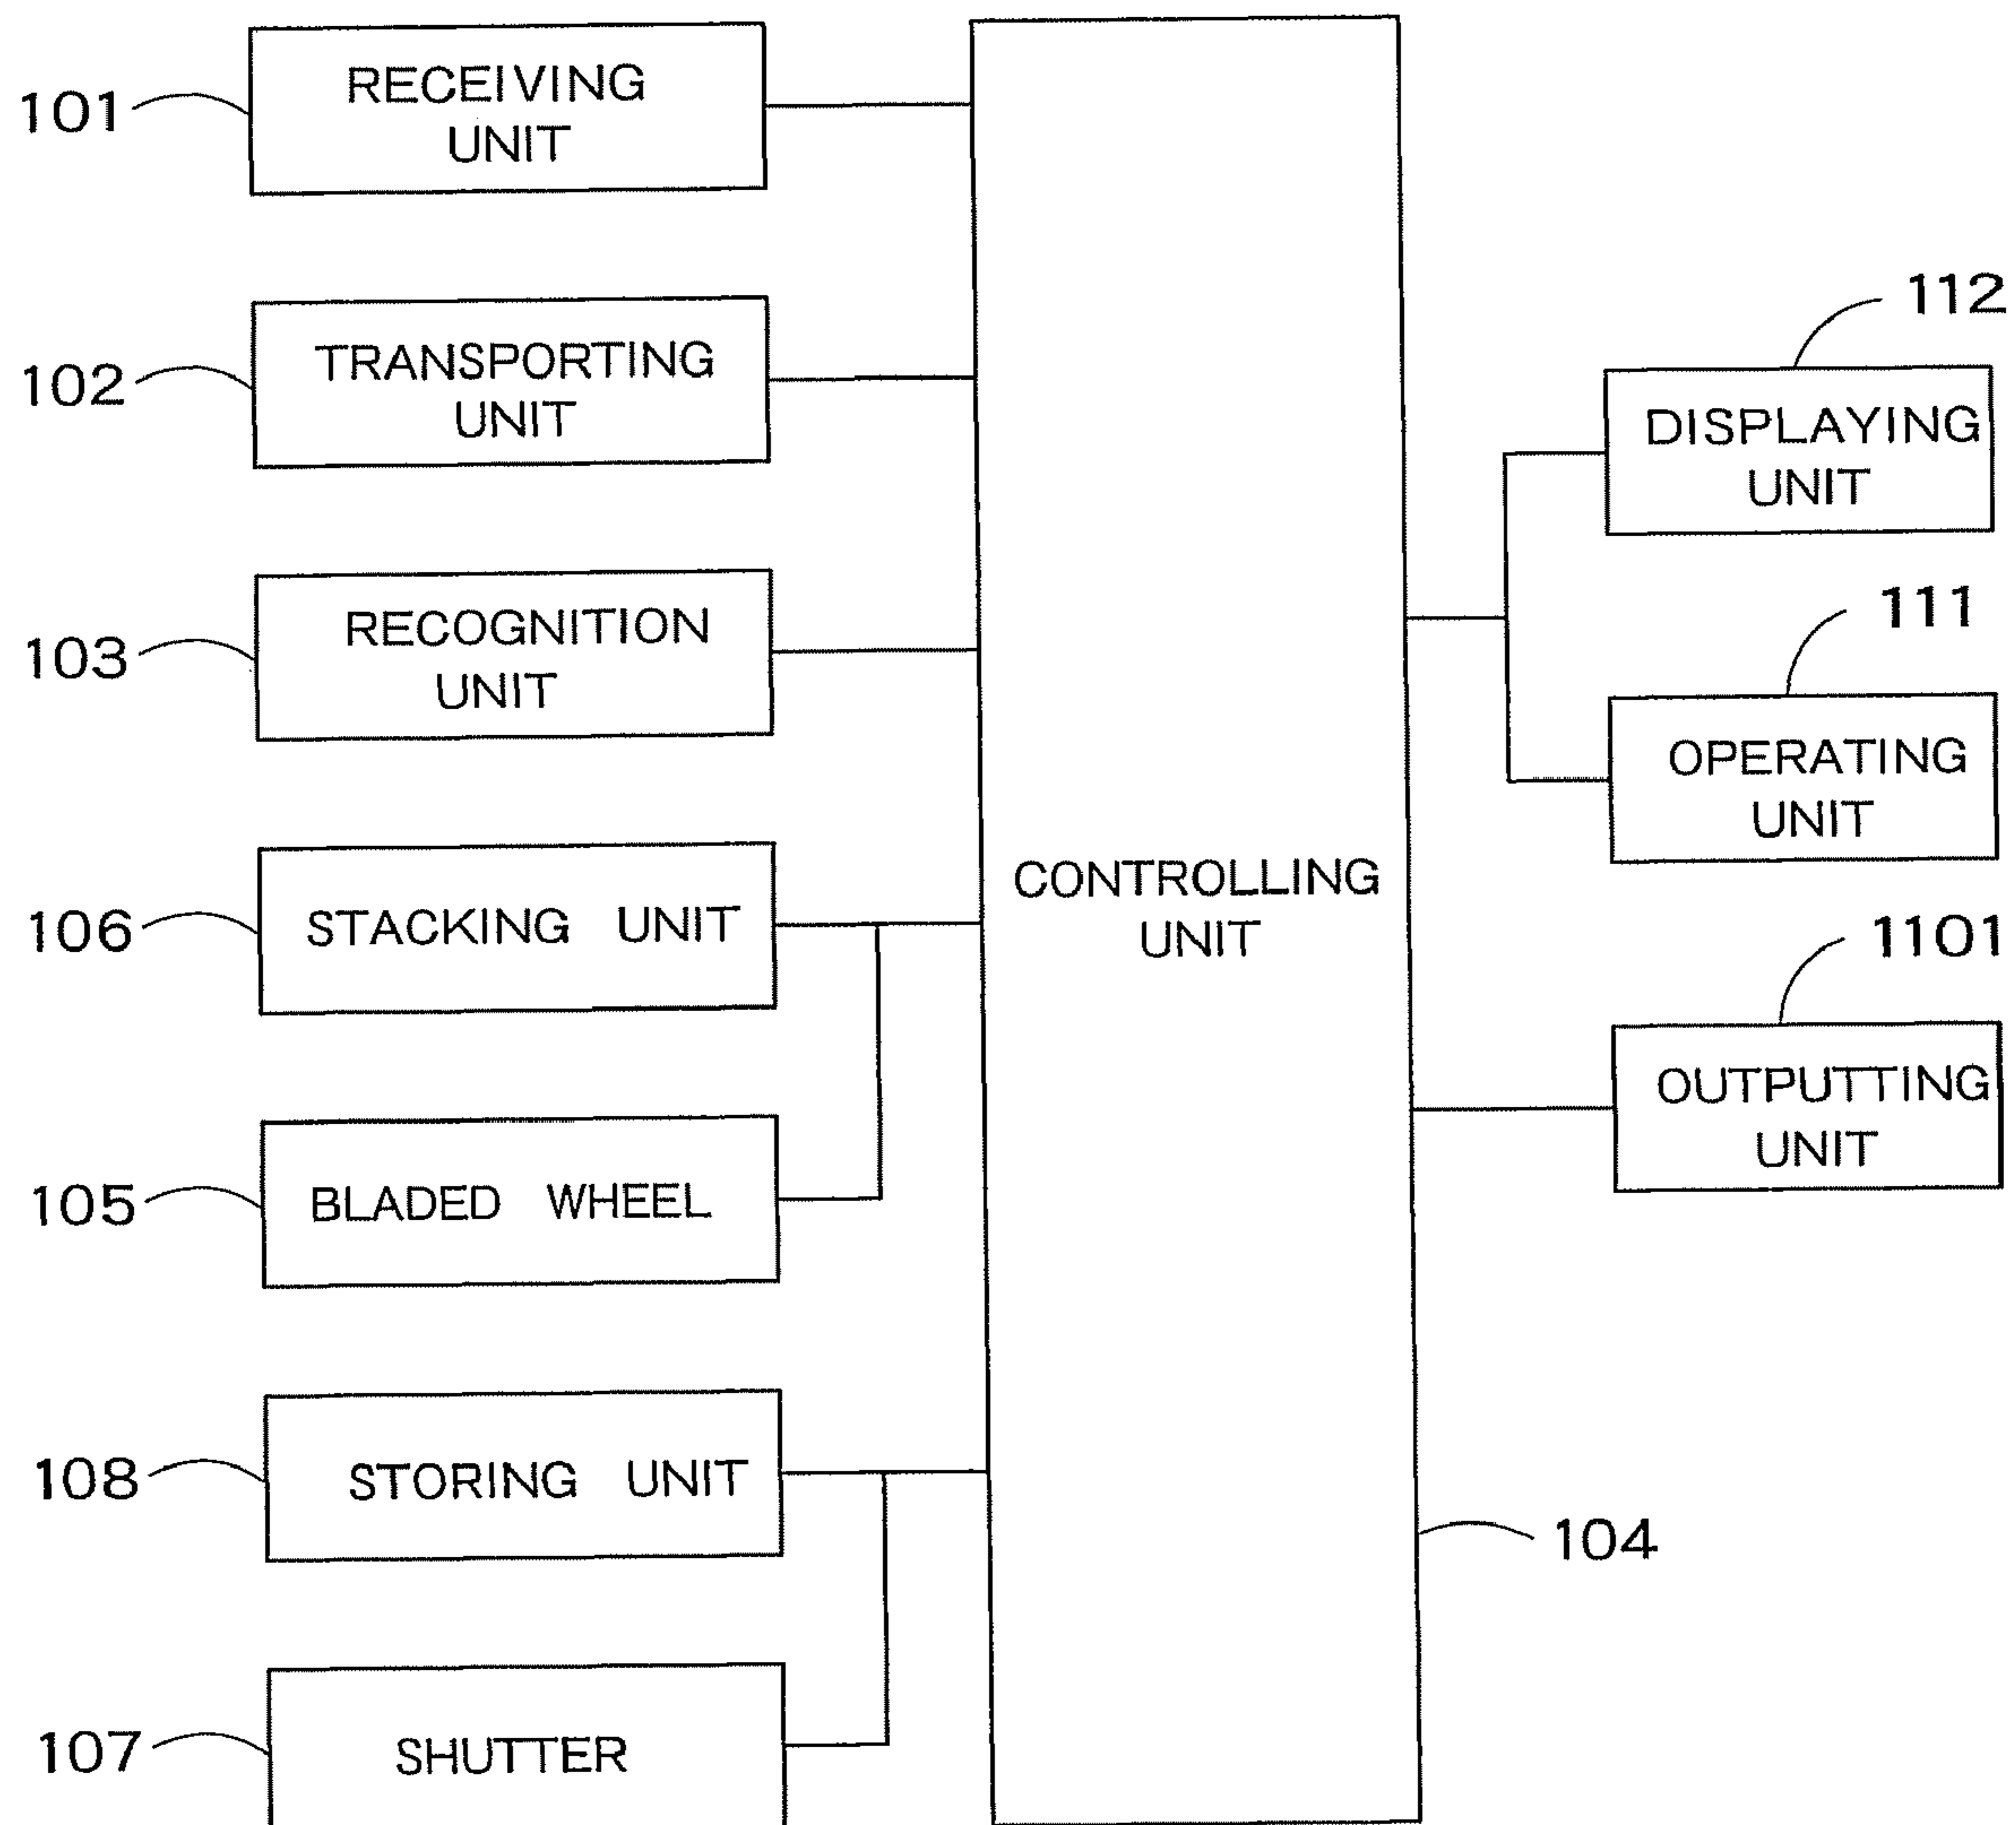 101
RECEIVING
UNIT
102
TRANSPORTING
UNIT
103
RECOGNITION
UNIT
106
STACKING UNIT
105
BLADED WHEEL
108
STORING UNIT
107
SHUTTER
CONTROLLING
UNIT
104
112
DISPLAYING
UNIT
111
OPERATING
UNIT
1101
OUTPUTTING
UNIT